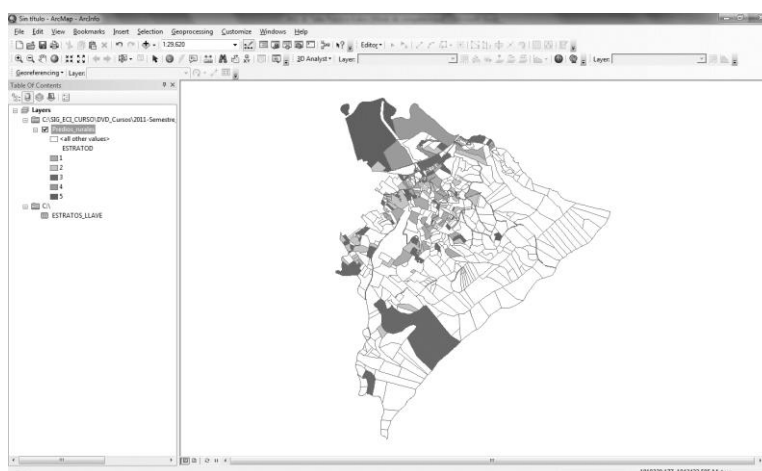 Sin título - ArcMap - ArcInfo
File Edit View Bookmarks Insert Selection Geoprocessing Customize Windows Help
1:29,620
Editor
3D Analyst Layer:
Layer:
Georeferencing Layer:
Table Of Contents
Layers
C:\SIG_ECI_CURSO\DVD_Cursos\2011-Semestre
Predios_rurales
<all other values>
ESTRATOD
1
2
3
4
5
C:\
ESTRATOS_LLAVE